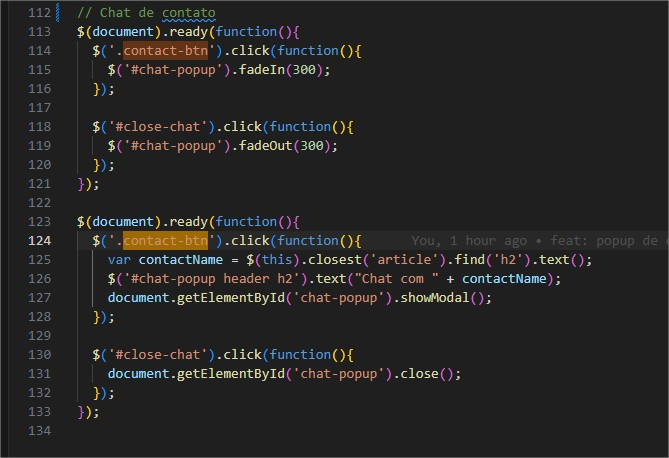 112 // Chat de contato
113 $(document).ready(function(){
114 $('.contact-btn').click(function(){
115 $('#chat-popup').fadeIn(300);
116 });
117
118 $('#close-chat').click(function(){
119 $('#chat-popup').fadeOut(300);
120 });
121 });
122
123 $(document).ready(function(){
124 $('.contact-btn').click(function(){ You, 1 hour ago • feat: popup de
125 var contactName = $(this).closest('article').find('h2').text();
126 $('#chat-popup header h2').text("Chat com " + contactName);
127 document.getElementById('chat-popup').showModal();
128 });
129
130 $('#close-chat').click(function(){
131 document.getElementById('chat-popup').close();
132 });
133 });
134